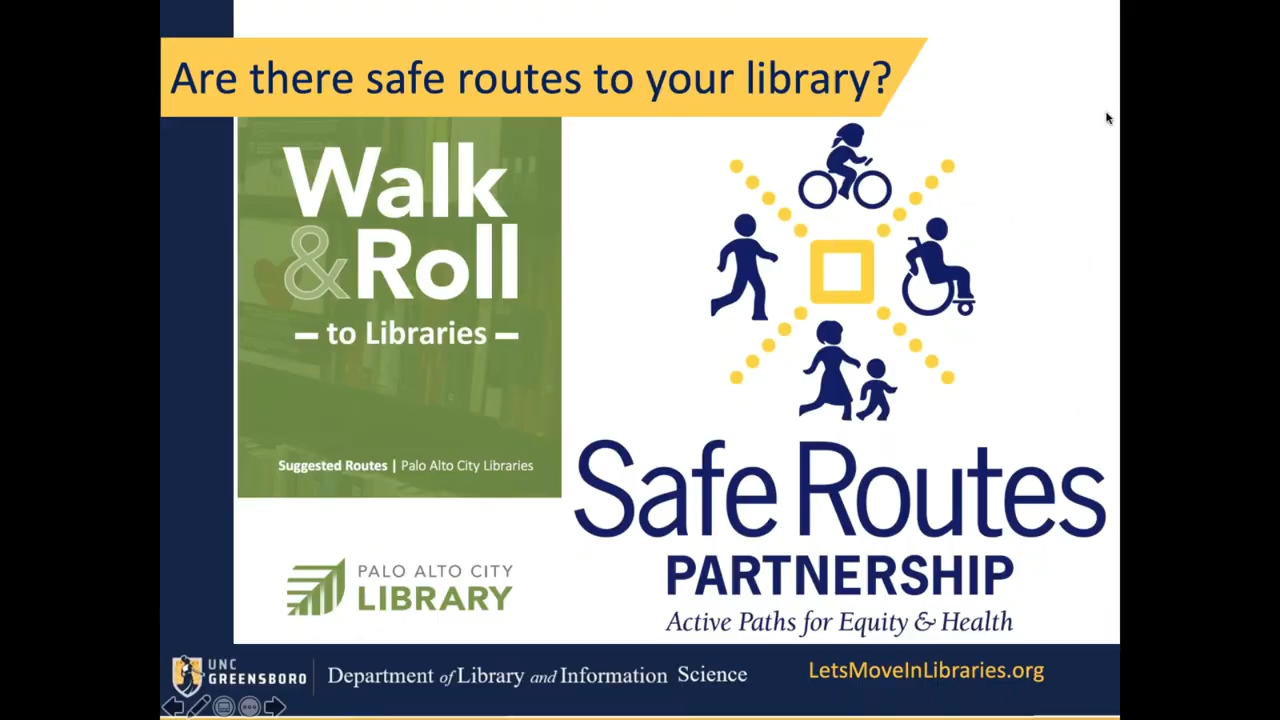 Are there safe routes to your library?
Walk
& Roll
– to Libraries –
Suggested Routes | Palo Alto City Libraries
PALO ALTO CITY
LIBRARY
Safe Routes
PARTNERSHIP
Active Paths for Equity & Health
UNC
GREENSBORO
Department of Library and Information Science
LetsMoveInLibraries.org